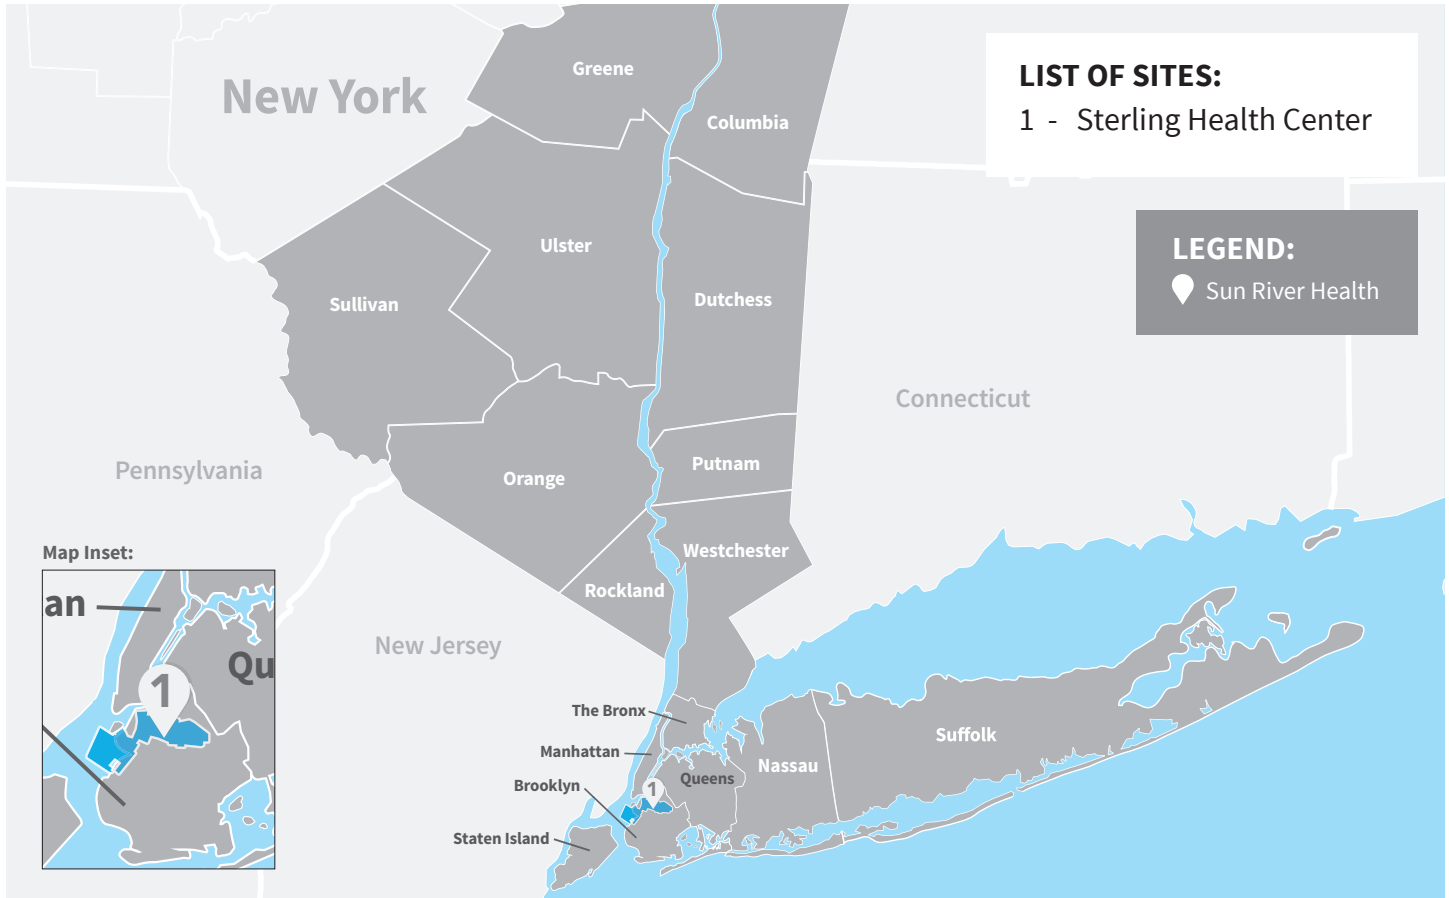 LIST OF SITES:
1 - Sterling Health Center
LEGEND:
Sun River Health
New York
Greene
Columbia
Ulster
Sullivan
Dutchess
Connecticut
Pennsylvania
Orange
Putnam
Westchester
Rockland
New Jersey
Map Inset:
an
Qu
1
The Bronx
Manhattan
Brooklyn
Staten Island
Queens
1
Nassau
Suffolk